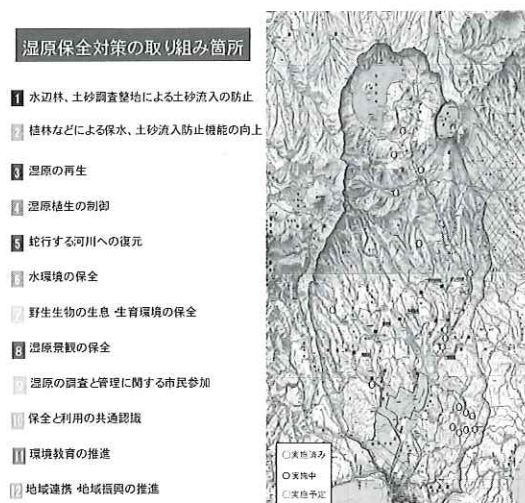 湿原保全対策の取り組み箇所
1 水辺林、土砂調査整地による土砂流入の防止
2 植林などによる保水、土砂流入防止機能の向上
3 湿原の再生
4 湿原植生の制御
5 蛇行する河川への復元
6 水環境の保全
7 野生生物の生息・生育環境の保全
8 湿原景観の保全
9 湿原の調査と管理に関する市民参加
10 保全と利用の共通認識
11 環境教育の推進
12 地域連携・地域振興の推進
○実施済み
○実施中
○実施予定